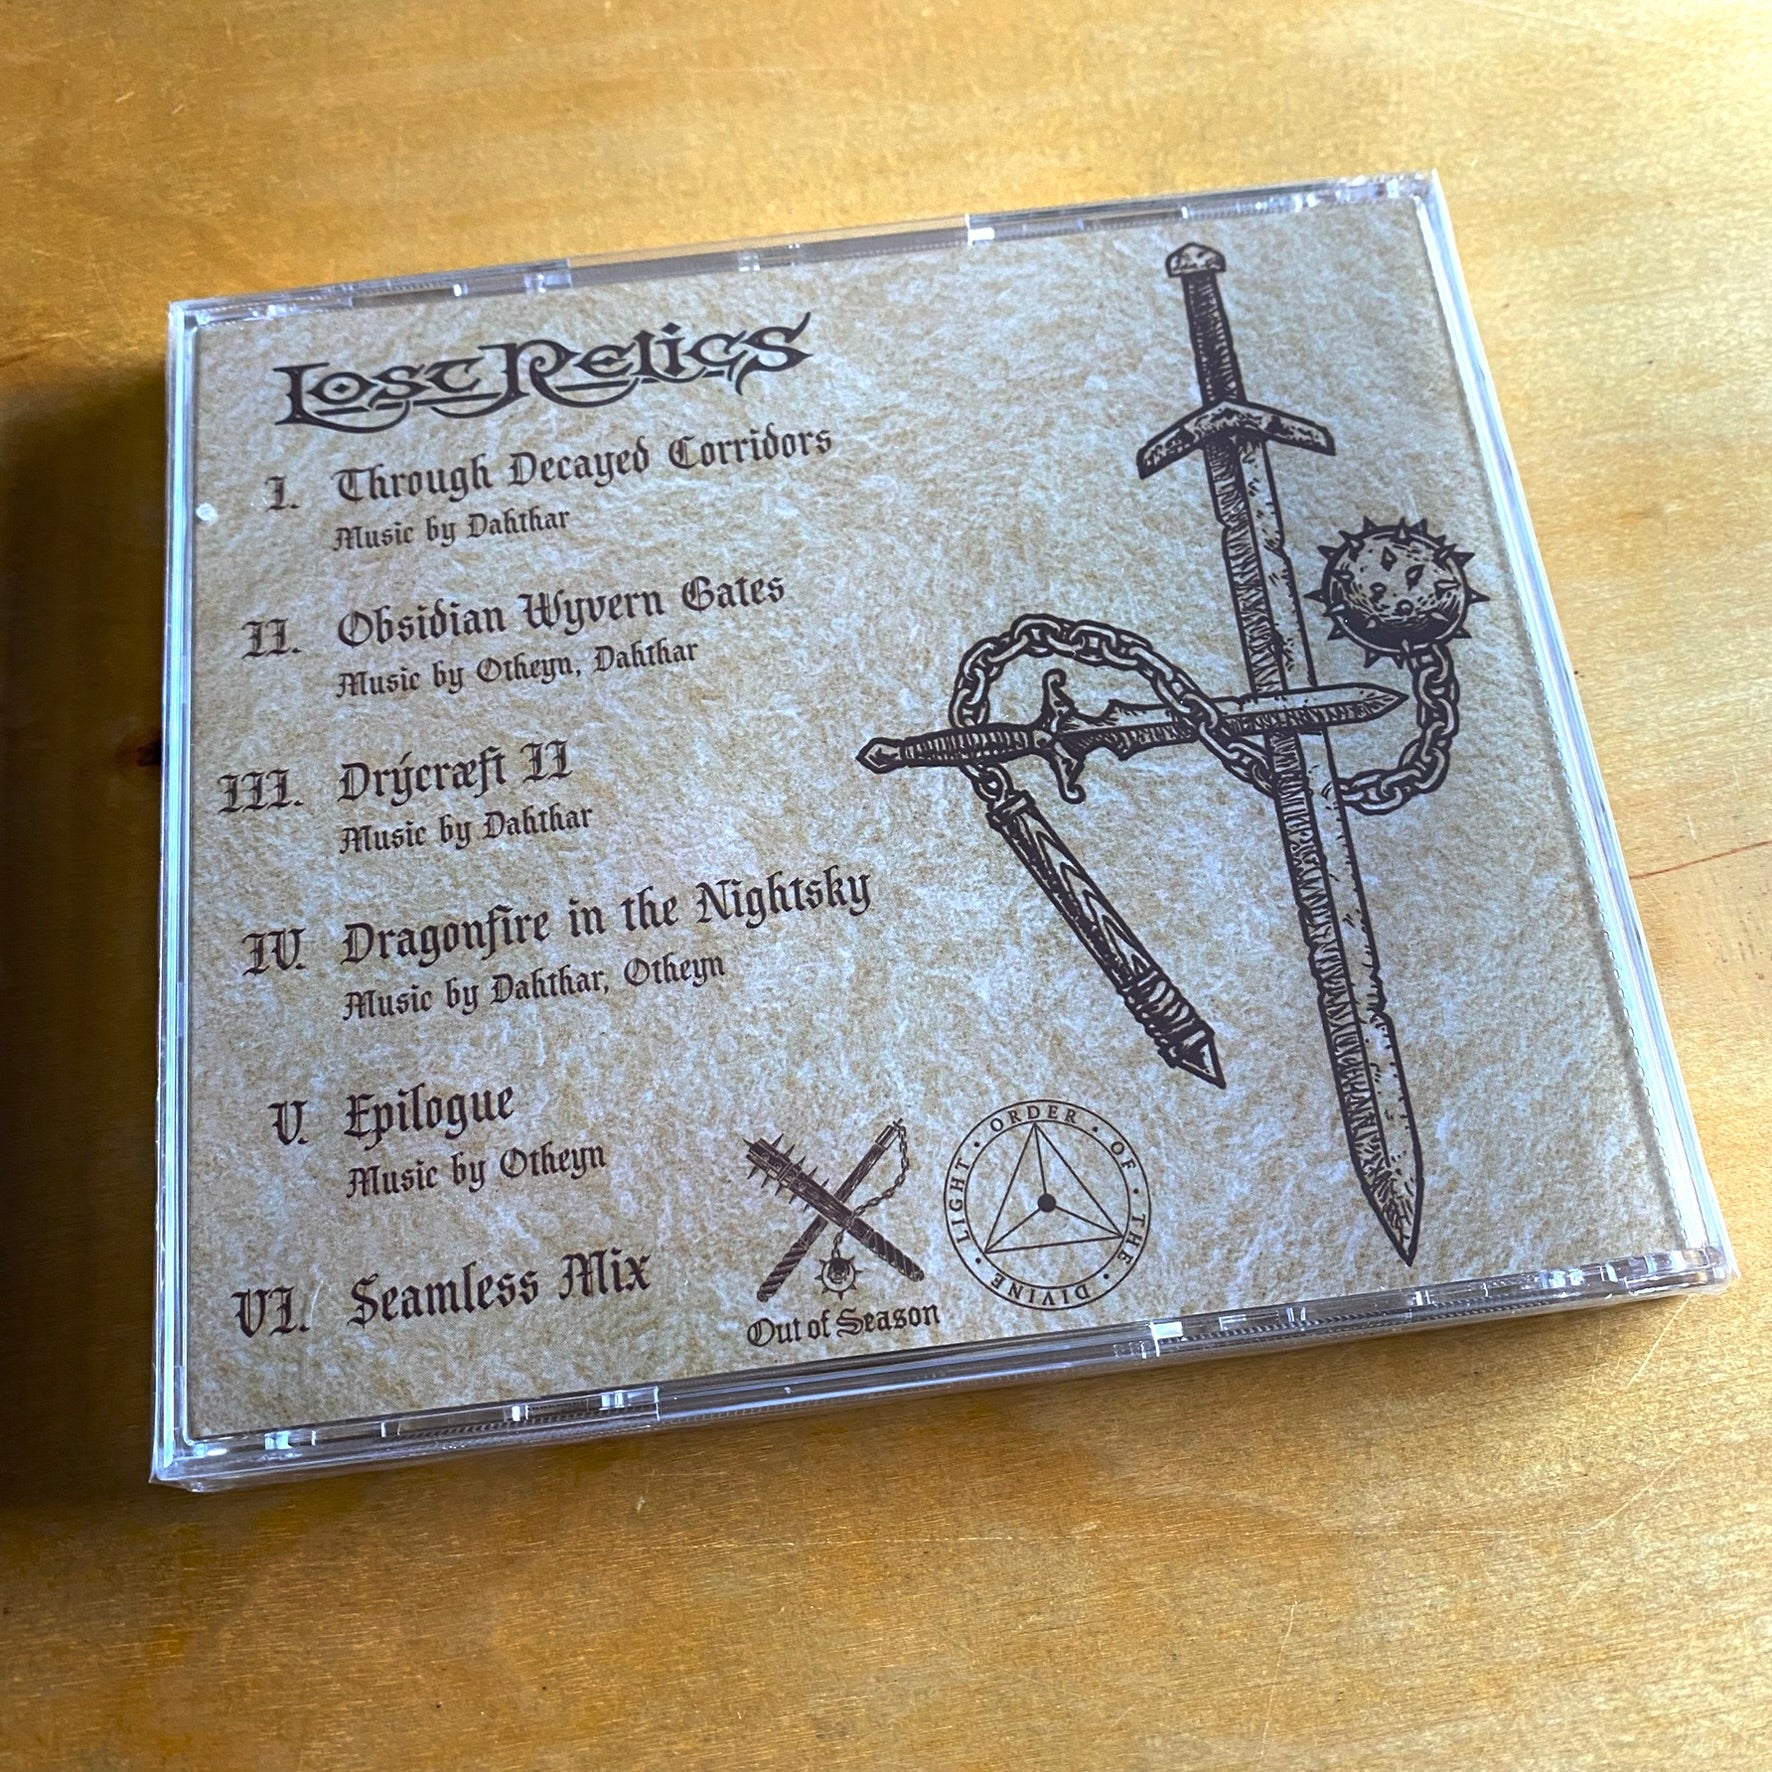 Lost Relics
I. Through Decayed Corridors
Music by Dahthar
II. Obsidian Wyvern Gates
Music by Otheyn, Dahthar
III. Drýcræft II
Music by Dahthar
IV. Dragonfire in the Nightsky
Music by Dahthar, Otheyn
V. Epilogue
Music by Otheyn
VI. Seamless Mix
Out of Season
ORDER · OF · THE · DIVINE · LIGHT ·